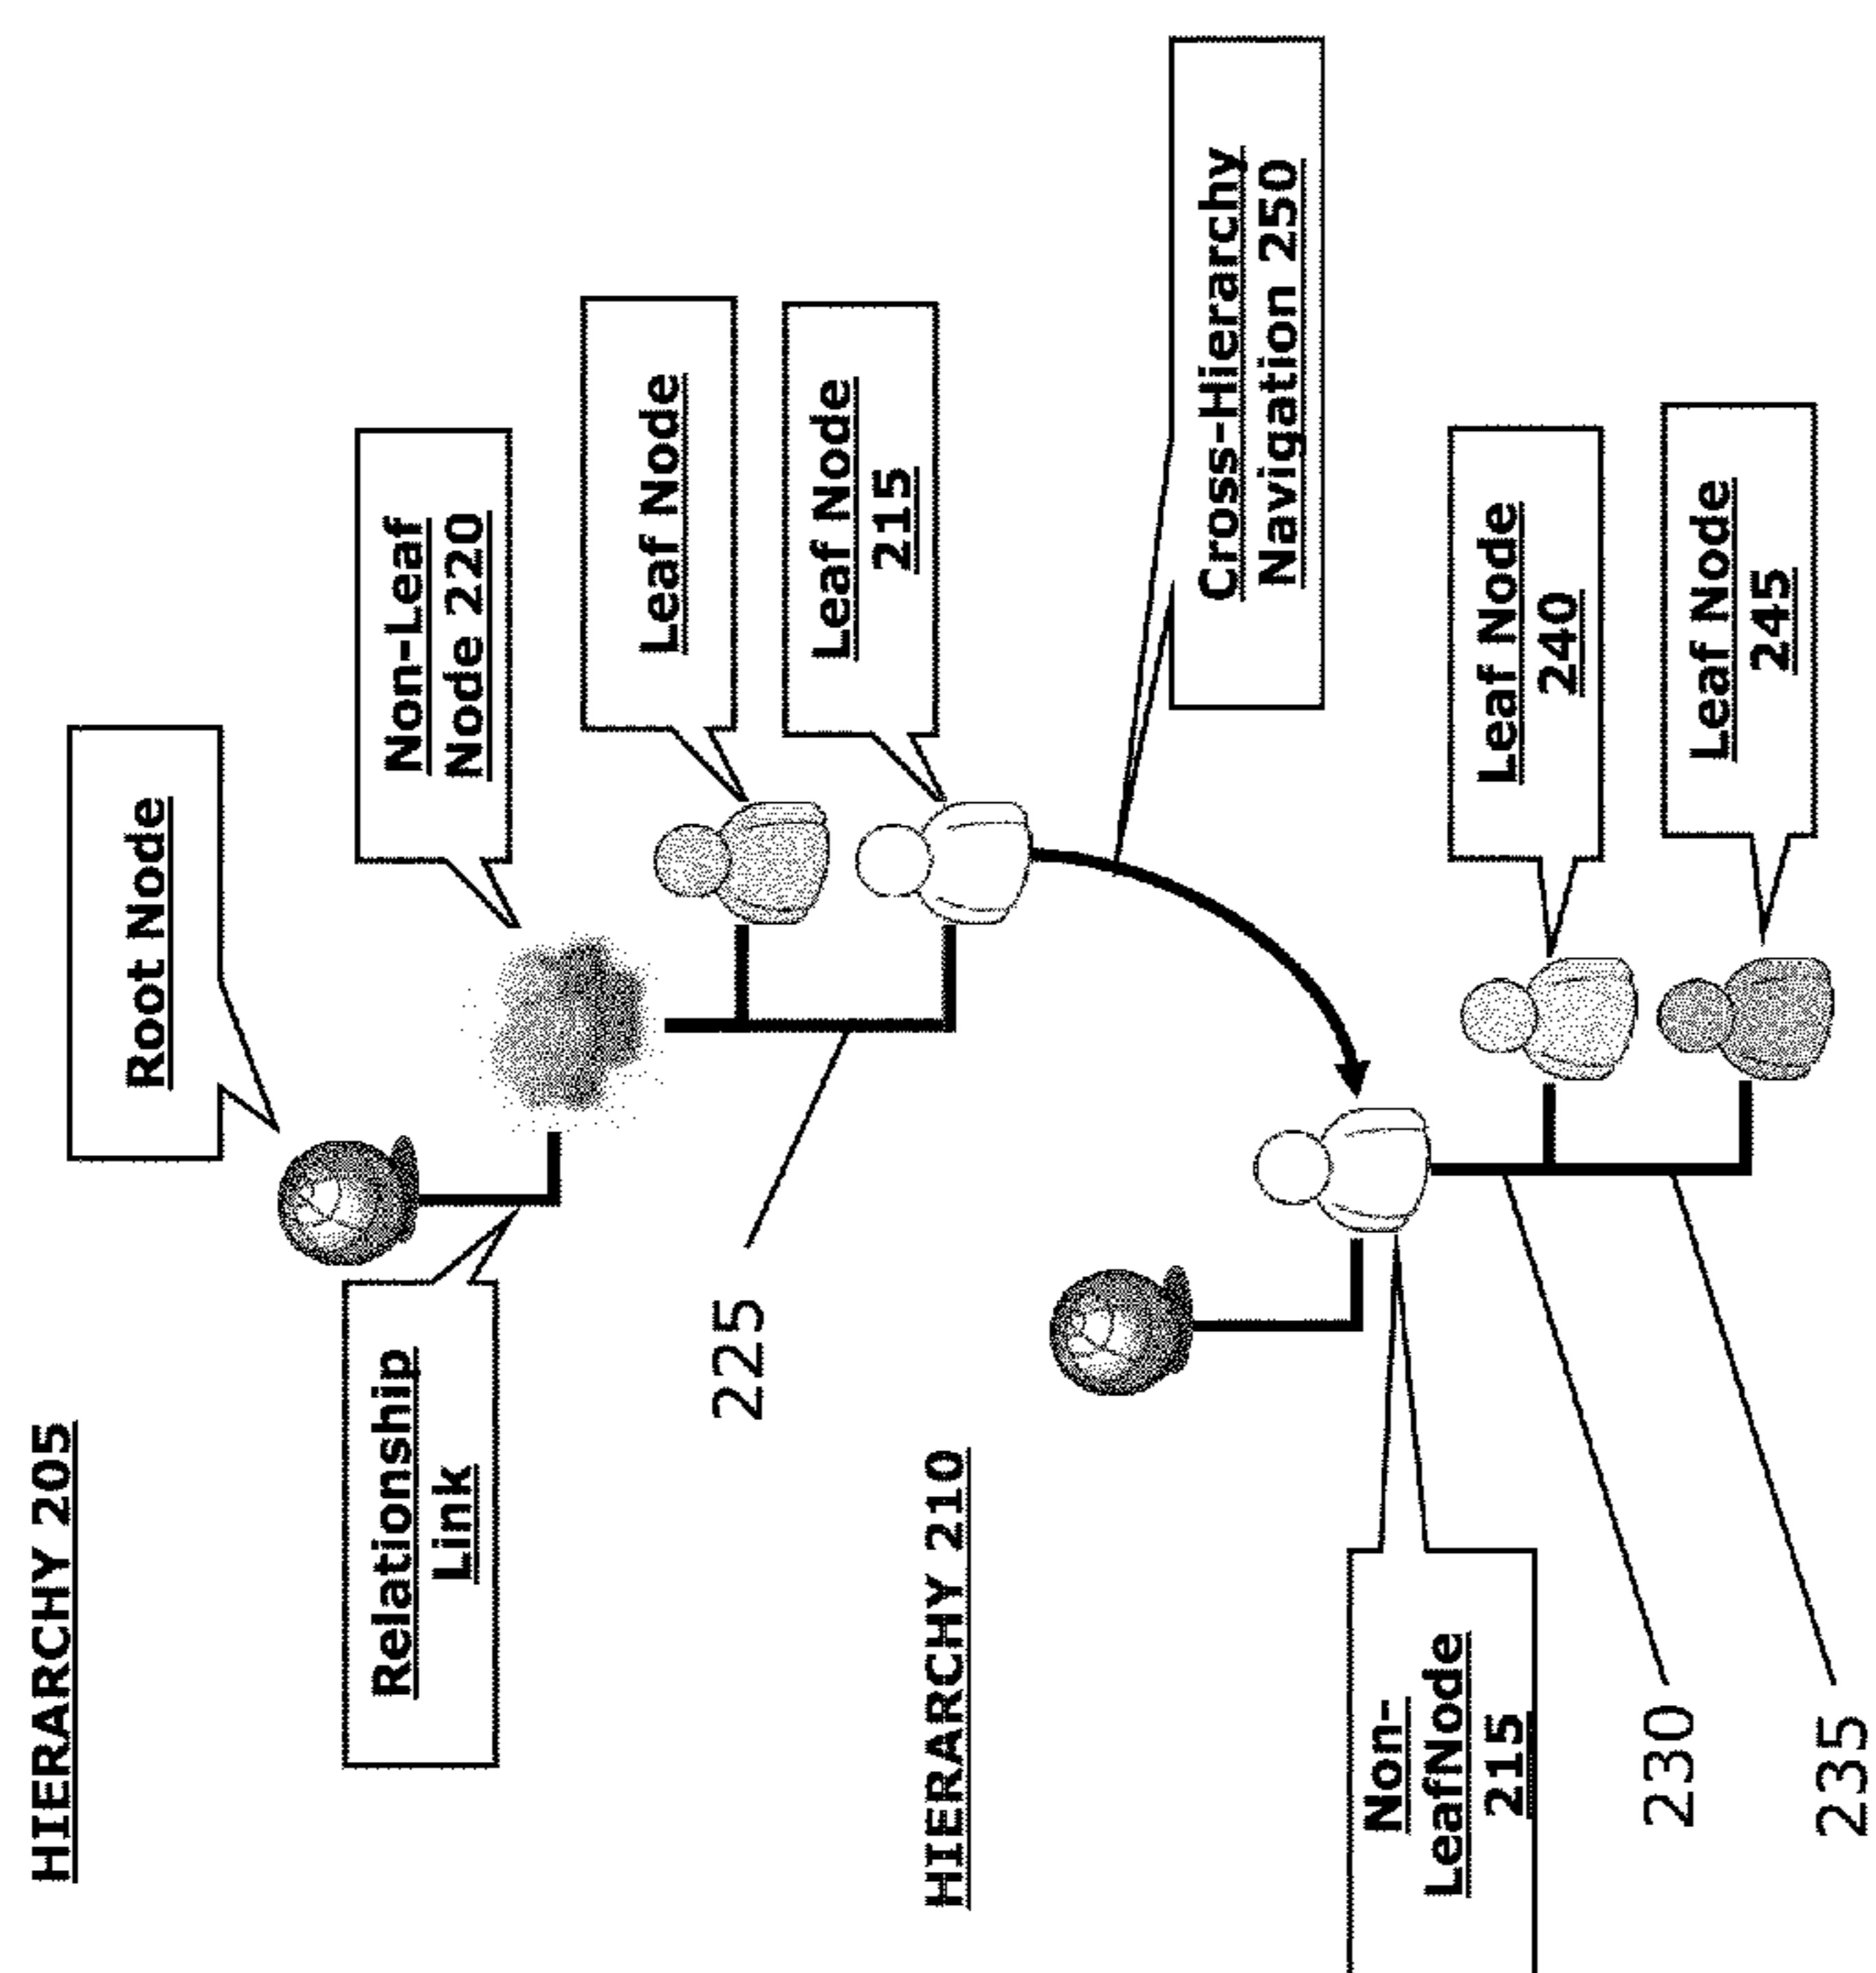 HIERARCHY 205
Root Node
Relationship
Link
Non-Leaf
Node 220
Leaf Node
225
Leaf Node
215
HIERARCHY 210
Cross-Hierarchy
Navigation 250
Non-
LeafNode
215
Leaf Node
240
230
Leaf Node
245
235